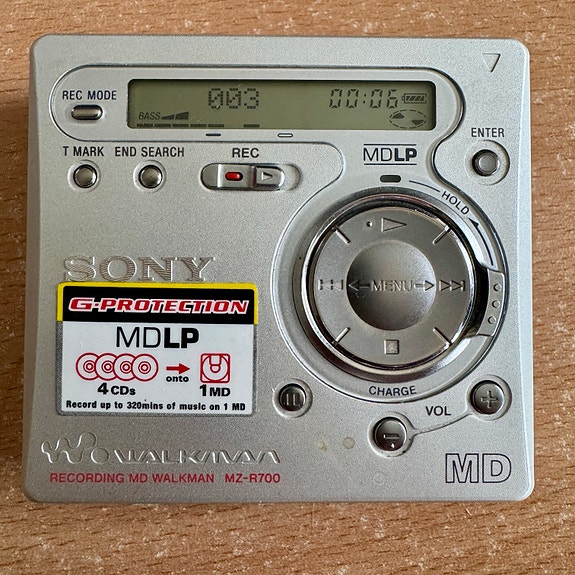 REC MODE
003 00:06
BASS
ENTER
T MARK END SEARCH REC
MDLP
HOLD
SONY
MENU
G-PROTECTION
MDLP
4 CDs onto 1 MD
Record up to 320mins of music on 1 MD
CHARGE
VOL
WALKMAN
RECORDING MD WALKMAN MZ-R700
MD